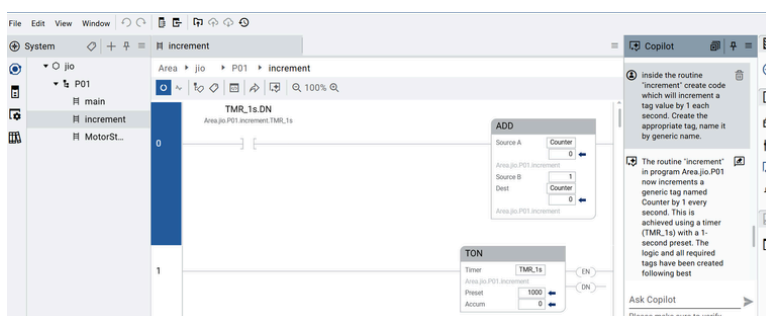 File Edit View Window
System
increment
Copilot
jio
P01
main
increment
MotorSt...
Area jio P01 increment
100%
TMR_1s.DN
Area.jio.P01.increment.TMR_1s
0
ADD
Source A Counter
0
Area.jio.P01.increment
Source B 1
Dest Counter
0
Area.jio.P01.increment
1
TON
Timer TMR_1s
Area.jio.P01.increment
Preset 1000
Accum 0
EN
DN
inside the routine
"increment" create code
which will increment a
tag value by 1 each
second. Create the
appropriate tag, name it
by generic name.
The routine "increment"
in program Area.jio.P01
now increments a
generic tag named
Counter by 1 every
second. This is
achieved using a timer
(TMR_1s) with a 1-
second preset. The
logic and all required
tags have been created
following best
Ask Copilot
Please make sure to verify